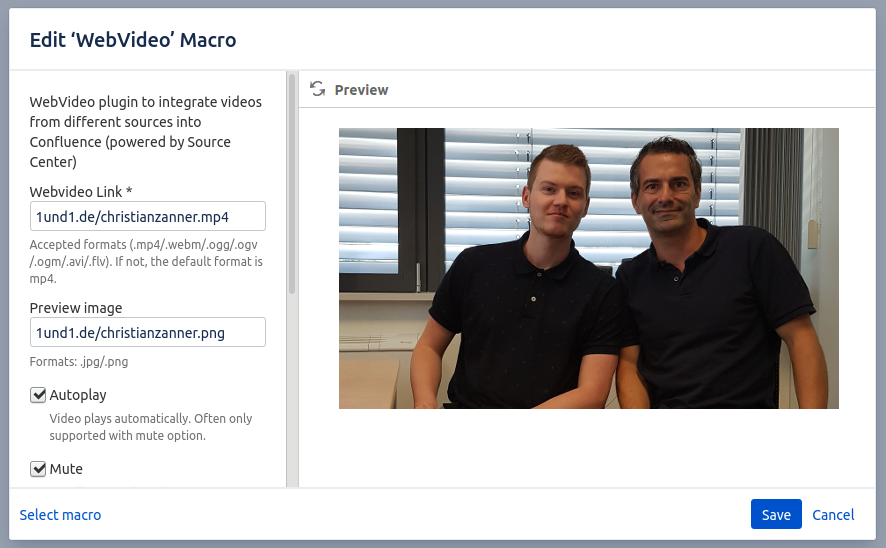 Edit ‘WebVideo’ Macro
WebVideo plugin to integrate videos
from different sources into
Confluence (powered by Source
Center)
Webvideo Link *
1und1.de/christianzanner.mp4
Accepted formats (.mp4/.webm/.ogg/.ogv
/.ogm/.avi/.flv). If not, the default format is
mp4.
Preview image
1und1.de/christianzanner.png
Formats: .jpg/.png
Autoplay
Video plays automatically. Often only
supported with mute option.
Mute
Preview
Select macro
Save
Cancel